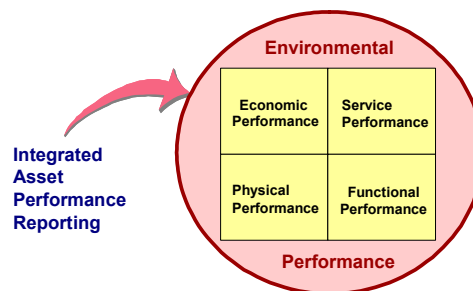 Environmental
Economic
Performance
Service
Performance
Integrated
Asset
Performance
Reporting
Physical
Performance
Functional
Performance
Performance